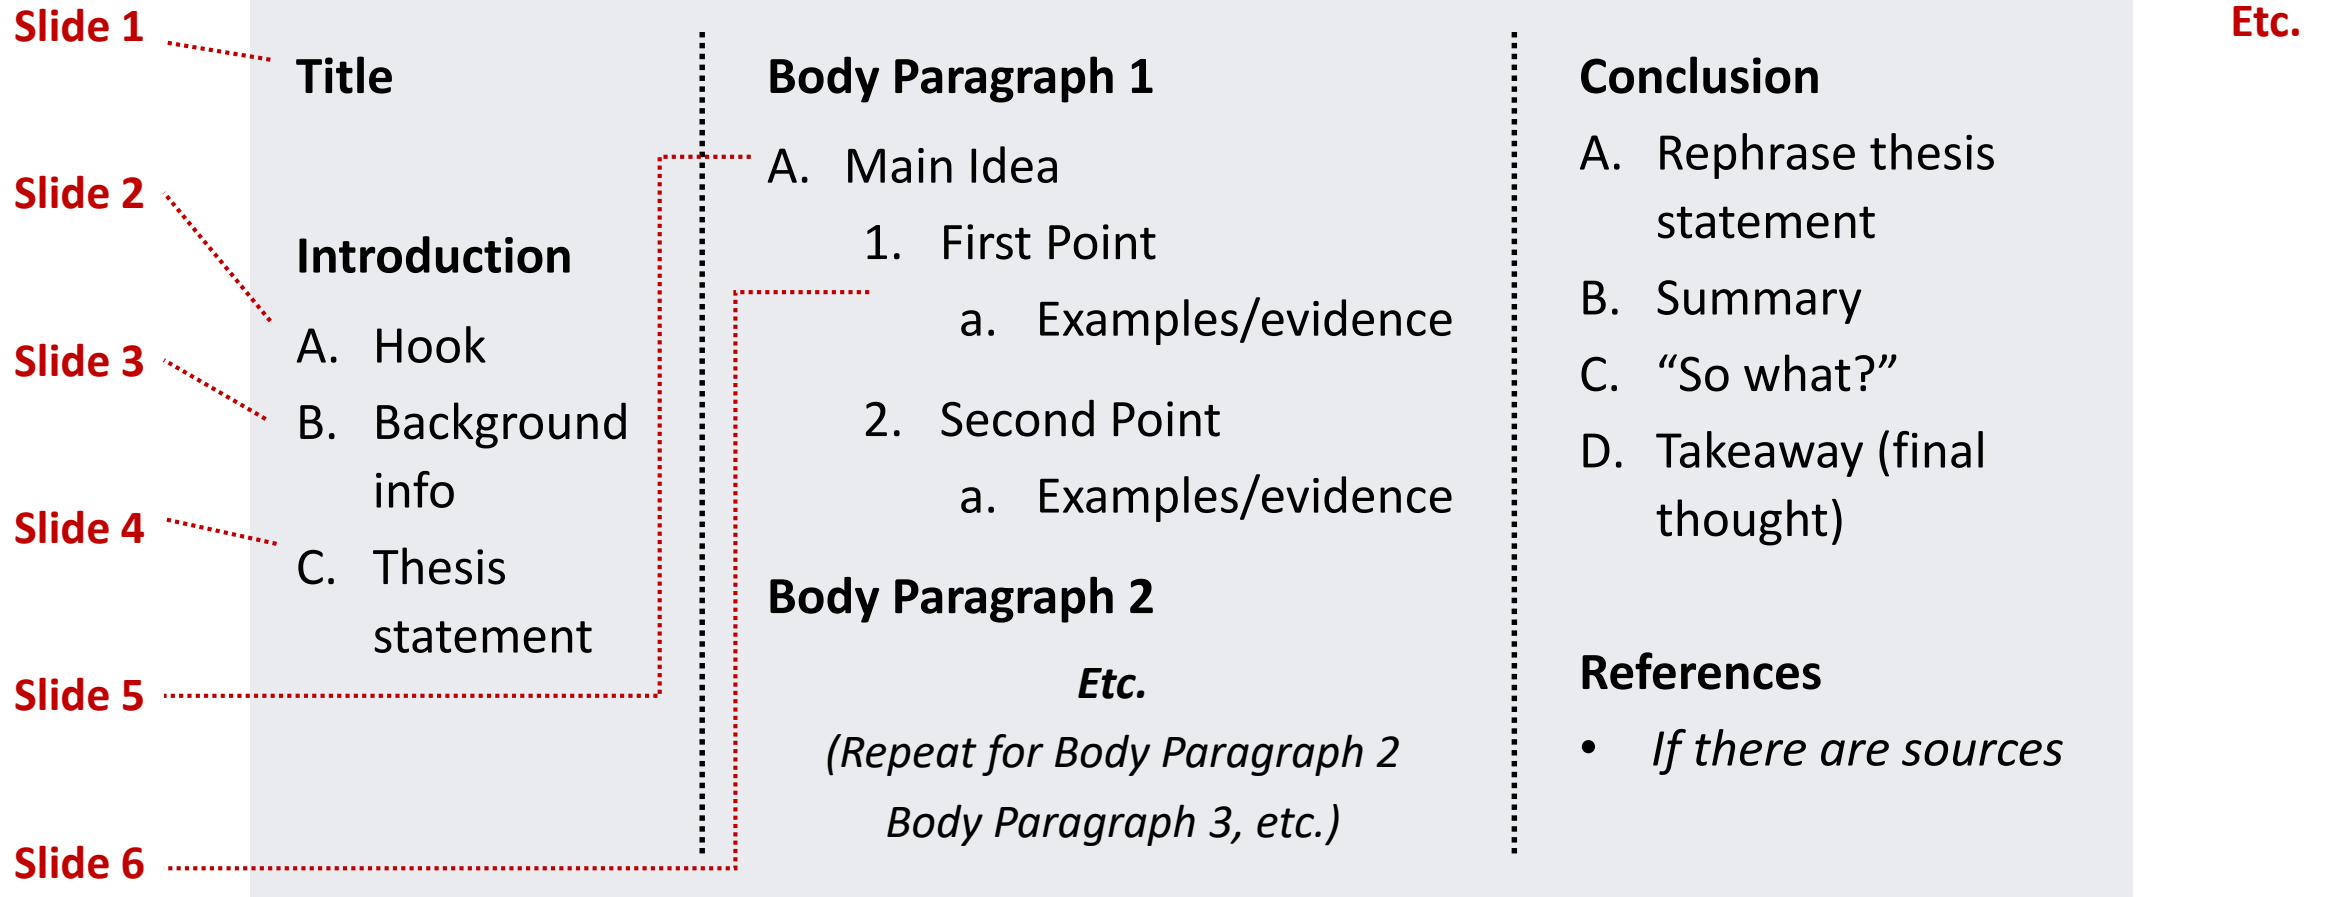 Slide 1
Slide 2
Slide 3
Slide 4
Slide 5
Slide 6
Title
Introduction
A. Hook
B. Background
info
C. Thesis
statement
Body Paragraph 1
A. Main Idea
1. First Point
a. Examples/evidence
2. Second Point
a. Examples/evidence
Body Paragraph 2
Etc.
(Repeat for Body Paragraph 2
Body Paragraph 3, etc.)
Conclusion
A. Rephrase thesis
statement
B. Summary
C. “So what?”
D. Takeaway (final
thought)
References
• If there are sources
Etc.